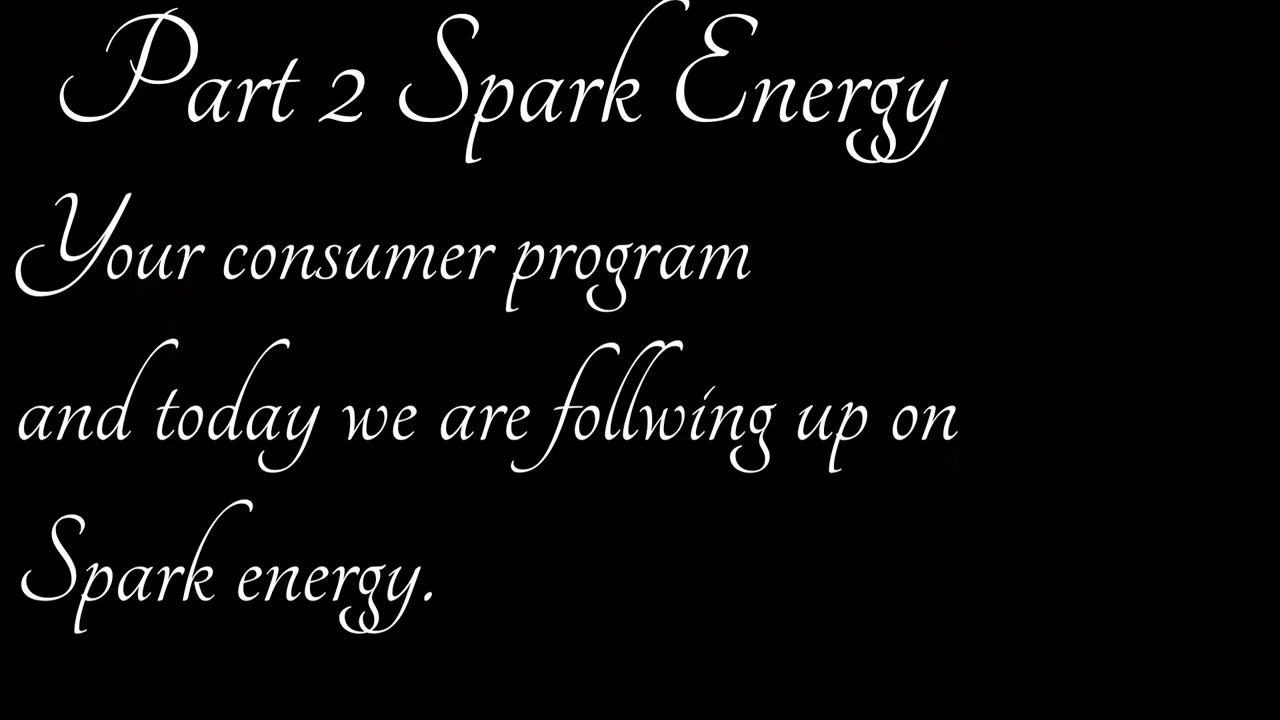 Part 2 Spark Energy
Your consumer program
and today we are follwing up on
Spark energy.